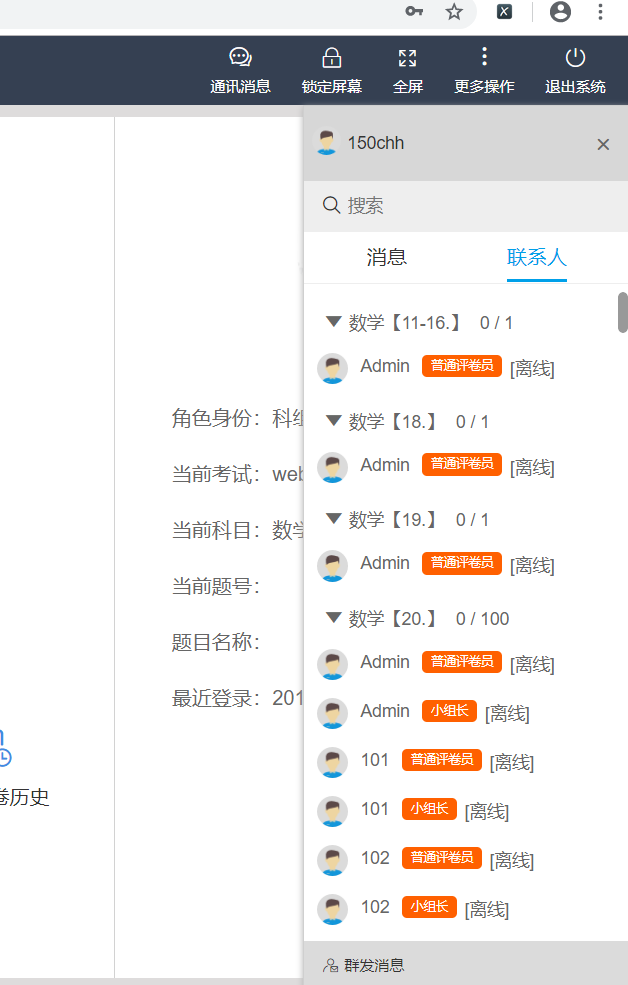 通讯消息 锁定屏幕 全屏 更多操作 退出系统
150chh
搜索
消息 联系人
数学【11-16.】 0 / 1
Admin 普通评卷员 [离线]
数学【18.】 0 / 1
Admin 普通评卷员 [离线]
数学【19.】 0 / 1
Admin 普通评卷员 [离线]
数学【20.】 0 / 100
Admin 普通评卷员 [离线]
Admin 小组长 [离线]
101 普通评卷员 [离线]
101 小组长 [离线]
102 普通评卷员 [离线]
102 小组长 [离线]
群发消息
角色身份：科组
当前考试：web
当前科目：数学
当前题号：
题目名称：
最近登录：201
卷历史